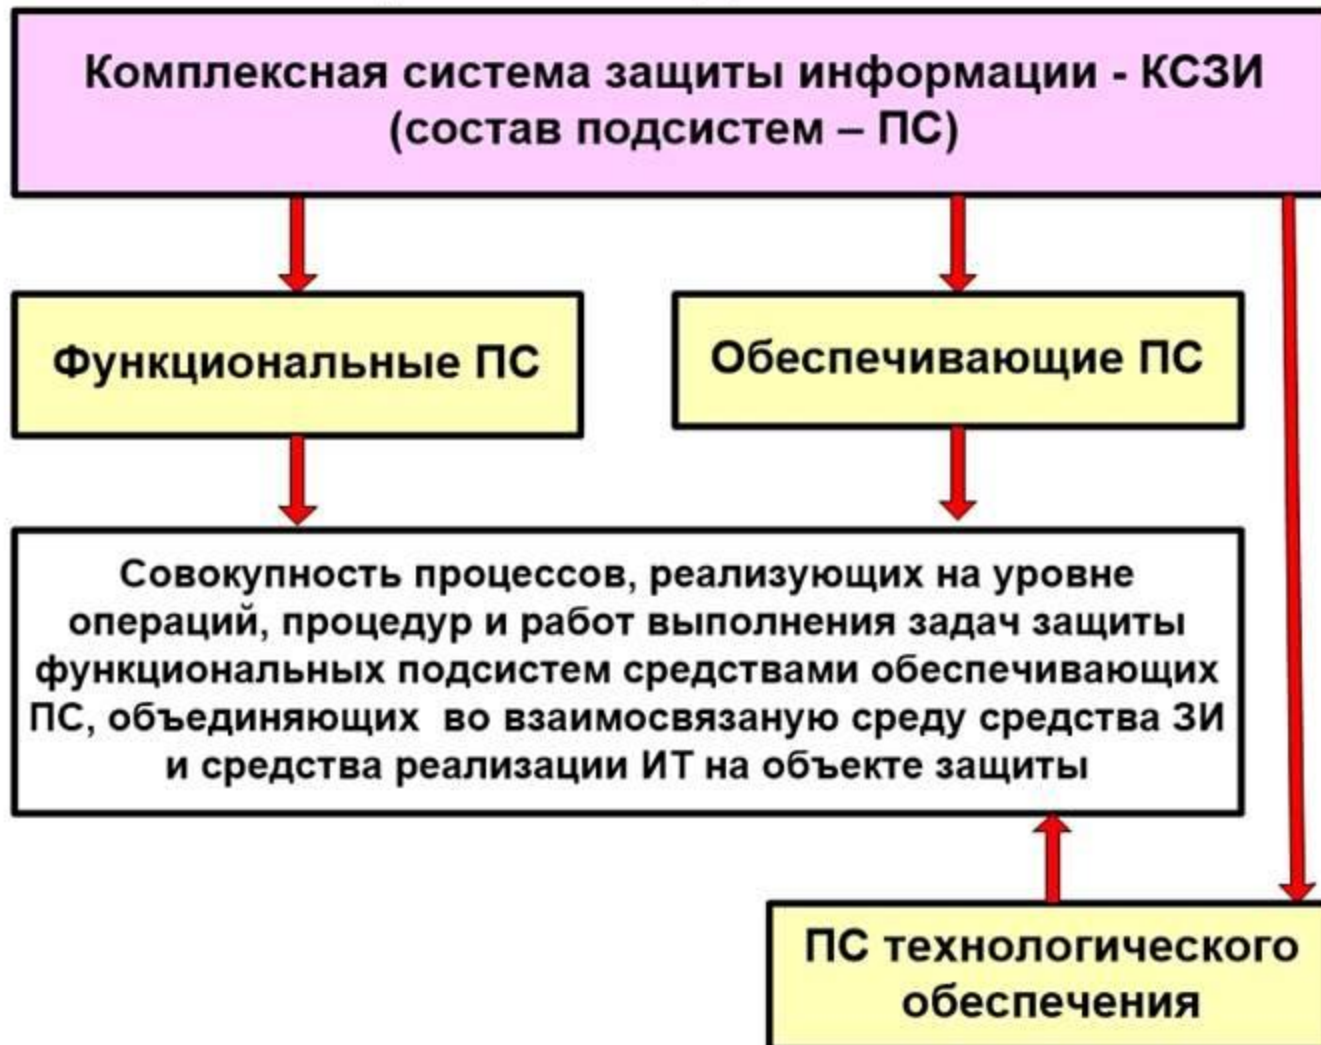 Комплексная система защиты информации - КСЗИ
(состав подсистем – ПС)
Функциональные ПС
Обеспечивающие ПС
Совокупность процессов, реализующих на уровне
операций, процедур и работ выполнения задач защиты
функциональных подсистем средствами обеспечивающих
ПС, объединяющих во взаимосвязаную среду средства ЗИ
и средства реализации ИТ на объекте защиты
ПС технологического
обеспечения